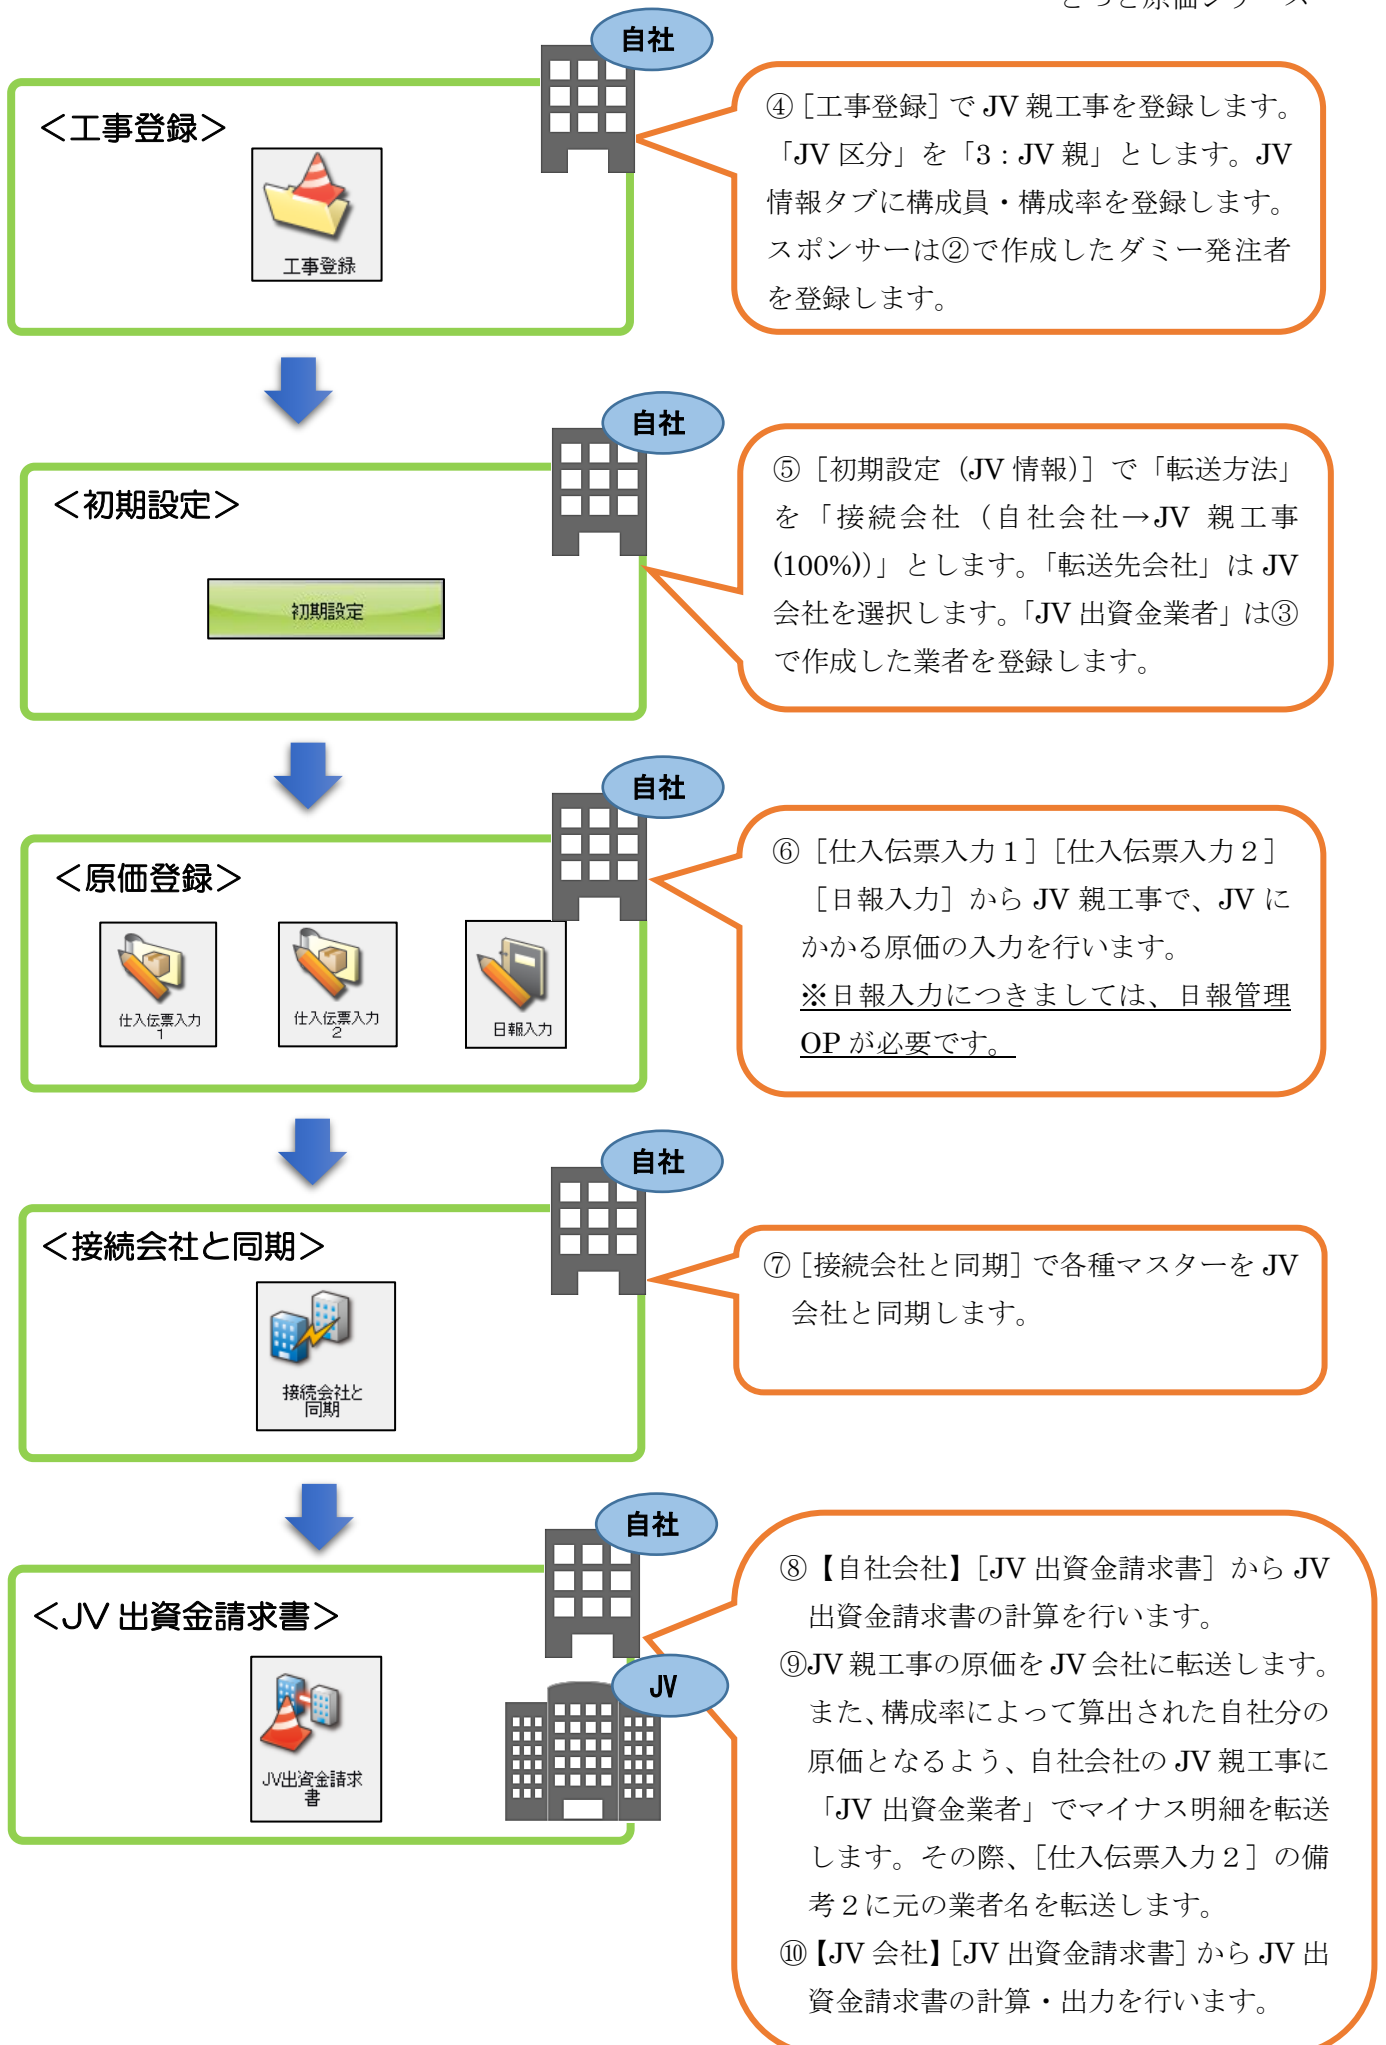 自社
＜工事登録＞
工事登録
④［工事登録］で JV 親工事を登録します。
「JV 区分」を「3：JV 親」とします。JV
情報タブに構成員・構成率を登録します。
スポンサーは②で作成したダミー発注者
を登録します。
自社
＜初期設定＞
初期設定
⑤［初期設定（JV 情報）］で「転送方法」
を「接続会社（自社会社→JV 親工事
(100%)）」とします。「転送先会社」は JV
会社を選択します。「JV 出資金業者」は③
で作成した業者を登録します。
自社
＜原価登録＞
仕入伝票入力
1
仕入伝票入力
2
日報入力
⑥［仕入伝票入力１］［仕入伝票入力２］
［日報入力］から JV 親工事で、JV に
かかる原価の入力を行います。
※日報入力につきましては、日報管理
OP が必要です。
自社
＜接続会社と同期＞
接続会社と
同期
⑦［接続会社と同期］で各種マスターを JV
会社と同期します。
自社
＜JV 出資金請求書＞
JV
JV出資金請求
書
⑧【自社会社】［JV 出資金請求書］から JV
出資金請求書の計算を行います。
⑨JV 親工事の原価を JV 会社に転送します。
また、構成率によって算出された自社分の
原価となるよう、自社会社の JV 親工事に
「JV 出資金業者」でマイナス明細を転送
します。その際、［仕入伝票入力２］の備
考２に元の業者名を転送します。
⑩【JV 会社】［JV 出資金請求書］から JV 出
資金請求書の計算・出力を行います。